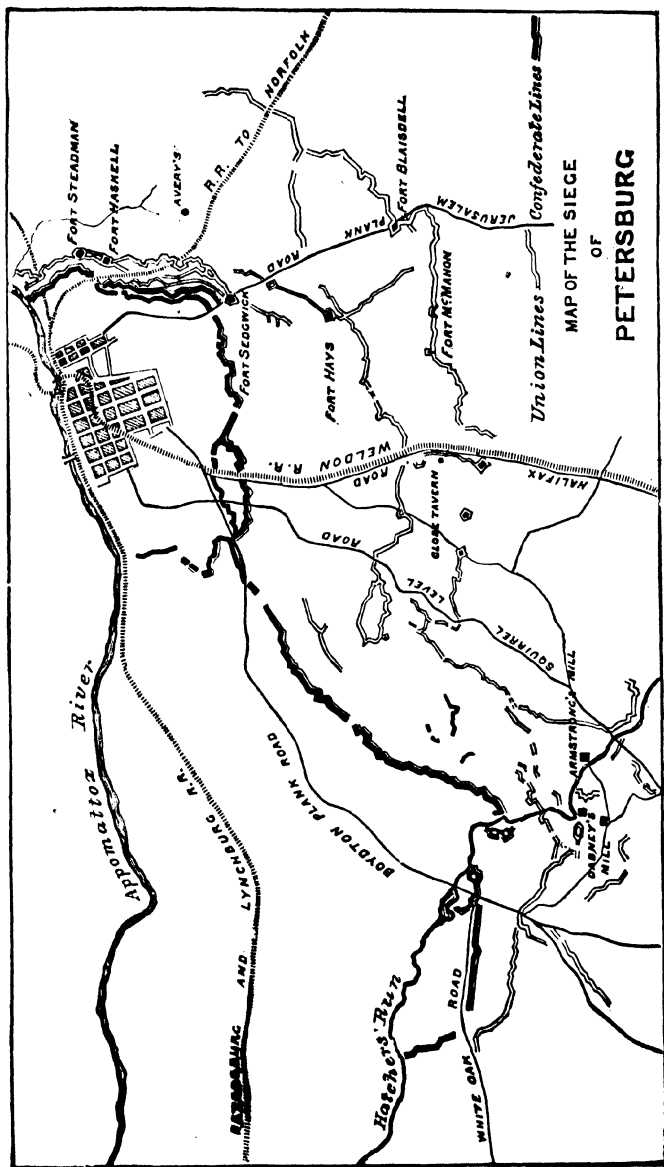 FORT STEADMAN
FORT HASKELL
AVERY'S
R.R. TO NORFOLK
Appomattox River
FORT SEDGWICK
JERUSALEM PLANK ROAD
FORT BLAISDELL
FORT HAYS
FORT McMAHON
WELDON R.R.
HALIFAX ROAD
GLOBE TAVERN
SQUIRREL LEVEL ROAD
AND LYNCHBURG R.R.
BOYDTON PLANK ROAD
ARMSTRONG'S MILL
DABNEY'S
MILL
Hatchers' Run
WHITE OAK ROAD
Union Lines Confederate Lines
MAP OF THE SIEGE
OF
PETERSBURG